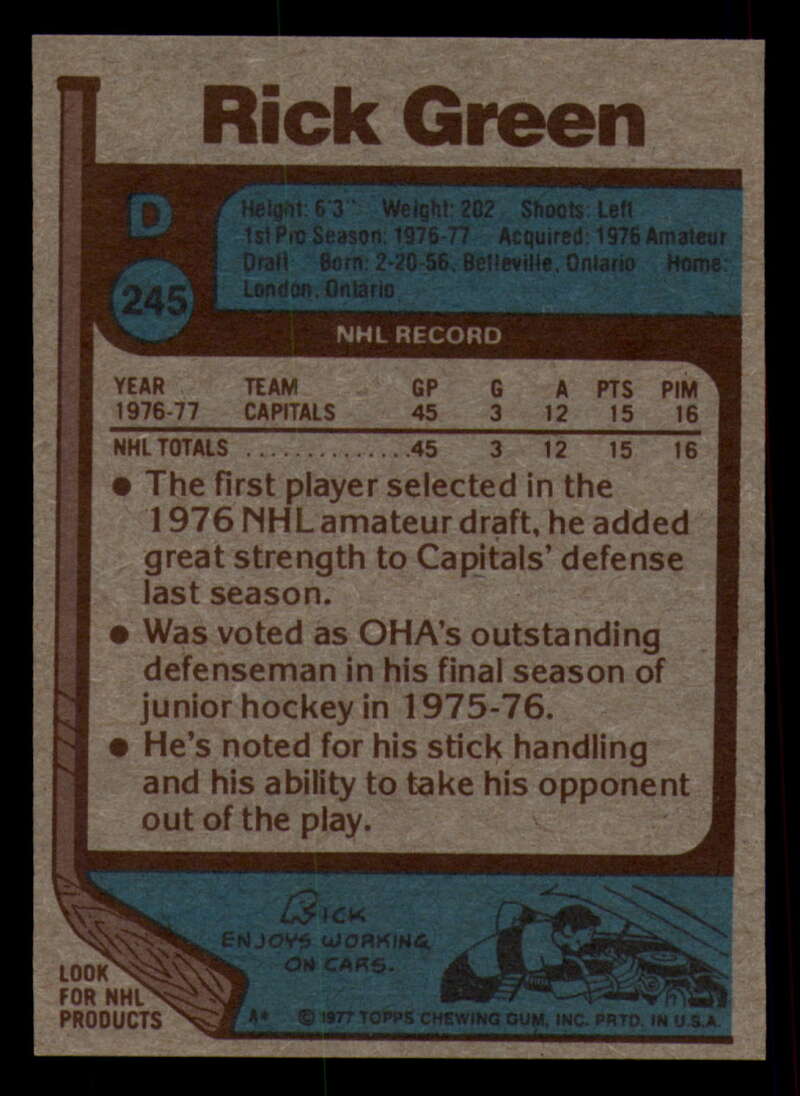 Rick Green
D
245
Height: 6'3" Weight: 202 Shoots: Left
1st Pro Season: 1976-77 Acquired: 1976 Amateur
Draft Born: 2-20-56, Belleville, Ontario Home:
London, Ontario
NHL RECORD
YEAR TEAM GP G A PTS PIM
1976-77 CAPITALS 45 3 12 15 16
NHL TOTALS ...............45 3 12 15 16
● The first player selected in the
1976 NHL amateur draft, he added
great strength to Capitals' defense
last season.
● Was voted as OHA's outstanding
defenseman in his final season of
junior hockey in 1975-76.
● He's noted for his stick handling
and his ability to take his opponent
out of the play.
RICK
ENJOYS WORKING
ON CARS.
LOOK
FOR NHL
PRODUCTS
A* © 1977 TOPPS CHEWING GUM, INC. PRTD. IN U.S.A.